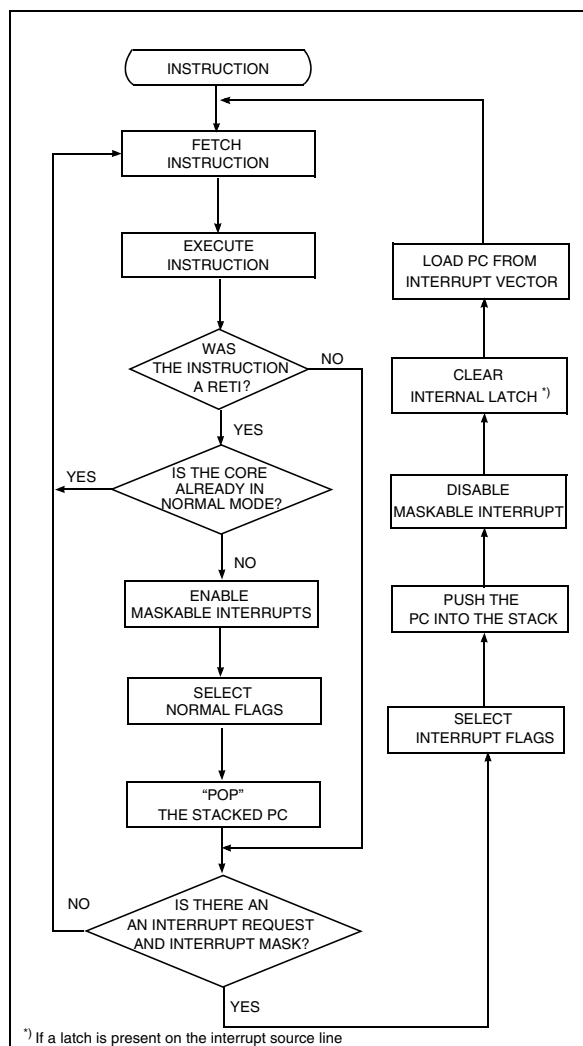 INSTRUCTION
FETCH
INSTRUCTION
EXECUTE
INSTRUCTION
WAS
THE INSTRUCTION
A RETI?
NO
YES
IS THE CORE
ALREADY IN
NORMAL MODE?
YES
NO
ENABLE
MASKABLE INTERRUPTS
SELECT
NORMAL FLAGS
“POP”
THE STACKED PC
IS THERE AN
AN INTERRUPT REQUEST
AND INTERRUPT MASK?
NO
YES
SELECT
INTERRUPT FLAGS
PUSH THE
PC INTO THE STACK
DISABLE
MASKABLE INTERRUPT
CLEAR
INTERNAL LATCH *)
LOAD PC FROM
INTERRUPT VECTOR
*) If a latch is present on the interrupt source line